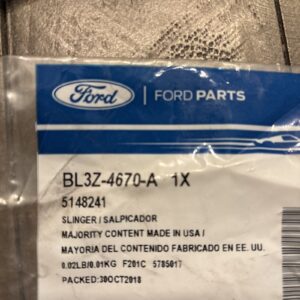 Ford | FORD PARTS
BL3Z-4670-A 1X
5148241
SLINGER / SALPICADOR
MAJORITY CONTENT MADE IN USA /
MAYORIA DEL CONTENIDO FABRICADO EN EE. UU.
0.02LB/0.01KG F201C 5785017
PACKED:30OCT2018